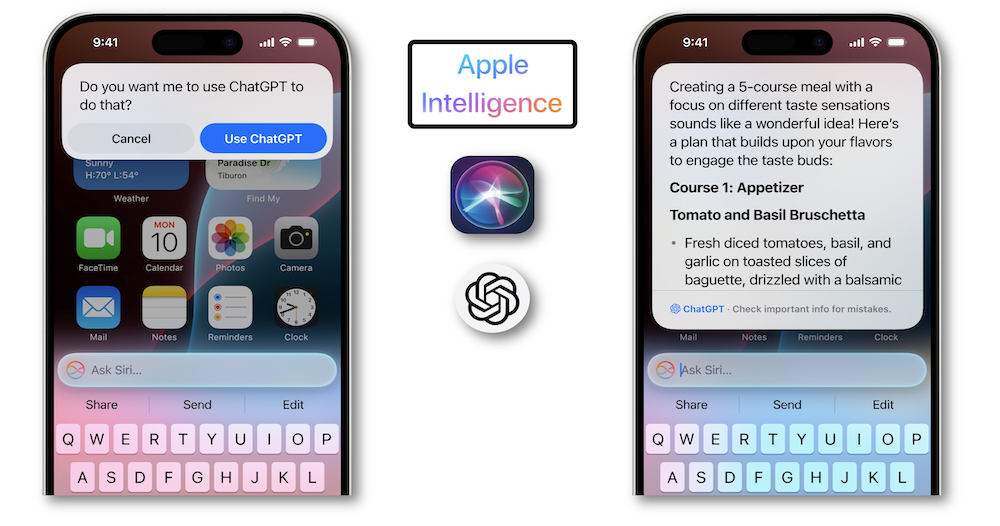 9:41
Do you want me to use ChatGPT to
do that?
Cancel
Use ChatGPT
Sunny
H:70° L:54°
Paradise Dr
Tiburon
Weather
Find My
MON
10
FaceTime
Calendar
Photos
Camera
Mail
Notes
Reminders
Clock
Ask Siri...
Share
Send
Edit
Q W E R T Y U I O P
A S D F G H J K L
Apple
Intelligence
9:41
Creating a 5-course meal with a
focus on different taste sensations
sounds like a wonderful idea! Here's
a plan that builds upon your flavors
to engage the taste buds:
Course 1: Appetizer
Tomato and Basil Bruschetta
• Fresh diced tomatoes, basil, and
garlic on toasted slices of
baguette, drizzled with a balsamic
ChatGPT · Check important info for mistakes.
Mail
Notes
Reminders
Clock
Ask Siri...
Share
Send
Edit
Q W E R T Y U I O P
A S D F G H J K L